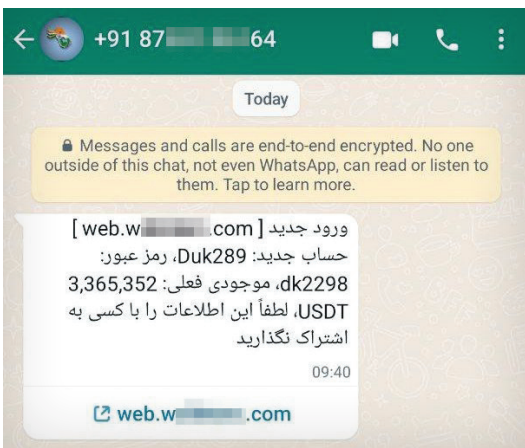 +91 87 64
Today
Messages and calls are end-to-end encrypted. No one
outside of this chat, not even WhatsApp, can read or listen to
them. Tap to learn more.
ورود جدید [ web.w .com ]
حساب جدید: Duk289، رمز عبور:
dk2298، موجودی فعلی: 3,365,352
USDT، لطفاً این اطلاعات را با کسی به
اشتراک نگذارید
09:40
web.w .com